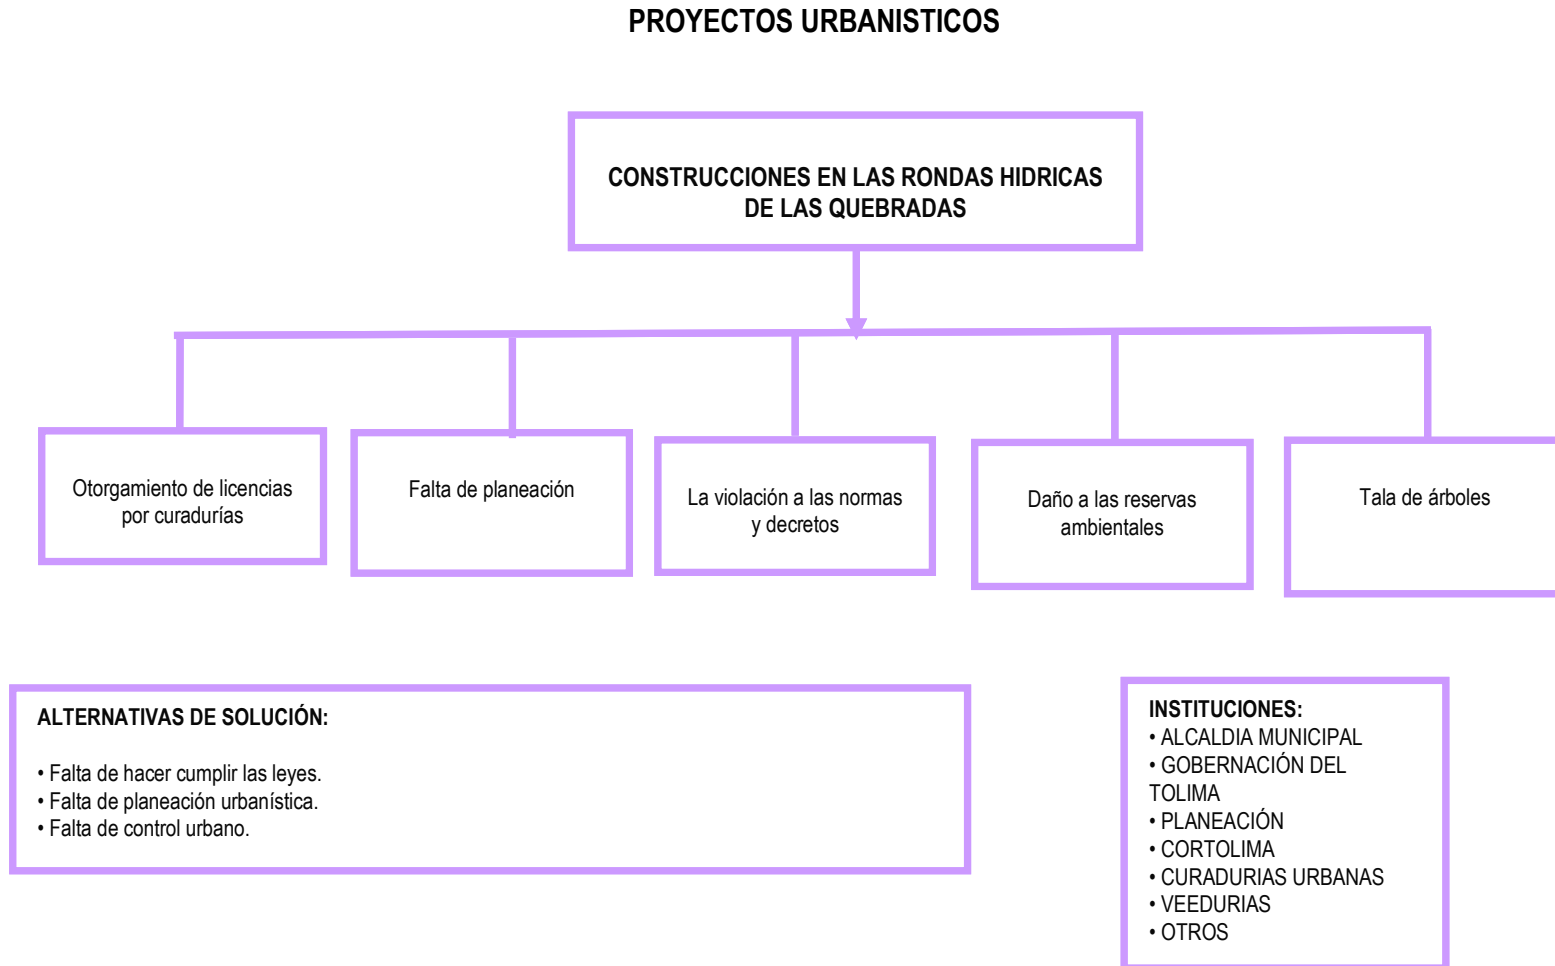 PROYECTOS URBANISTICOS
CONSTRUCCIONES EN LAS RONDAS HIDRICAS
DE LAS QUEBRADAS
Otorgamiento de licencias
por curadurías
Falta de planeación
La violación a las normas
y decretos
Daño a las reservas
ambientales
Tala de árboles
ALTERNATIVAS DE SOLUCIÓN:
• Falta de hacer cumplir las leyes.
• Falta de planeación urbanística.
• Falta de control urbano.
INSTITUCIONES:
• ALCALDIA MUNICIPAL
• GOBERNACIÓN DEL
TOLIMA
• PLANEACIÓN
• CORTOLIMA
• CURADURIAS URBANAS
• VEEDURIAS
• OTROS